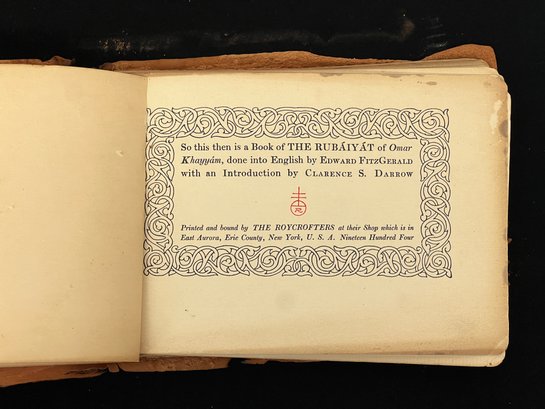 So this then is a Book of THE RUBÁIYÁT of Omar
Khayyám, done into English by EDWARD FITZGERALD
with an Introduction by CLARENCE S. DARROW
R
Printed and bound by THE ROYCROFTERS at their Shop which is in
East Aurora, Erie County, New York, U. S. A. Nineteen Hundred Four